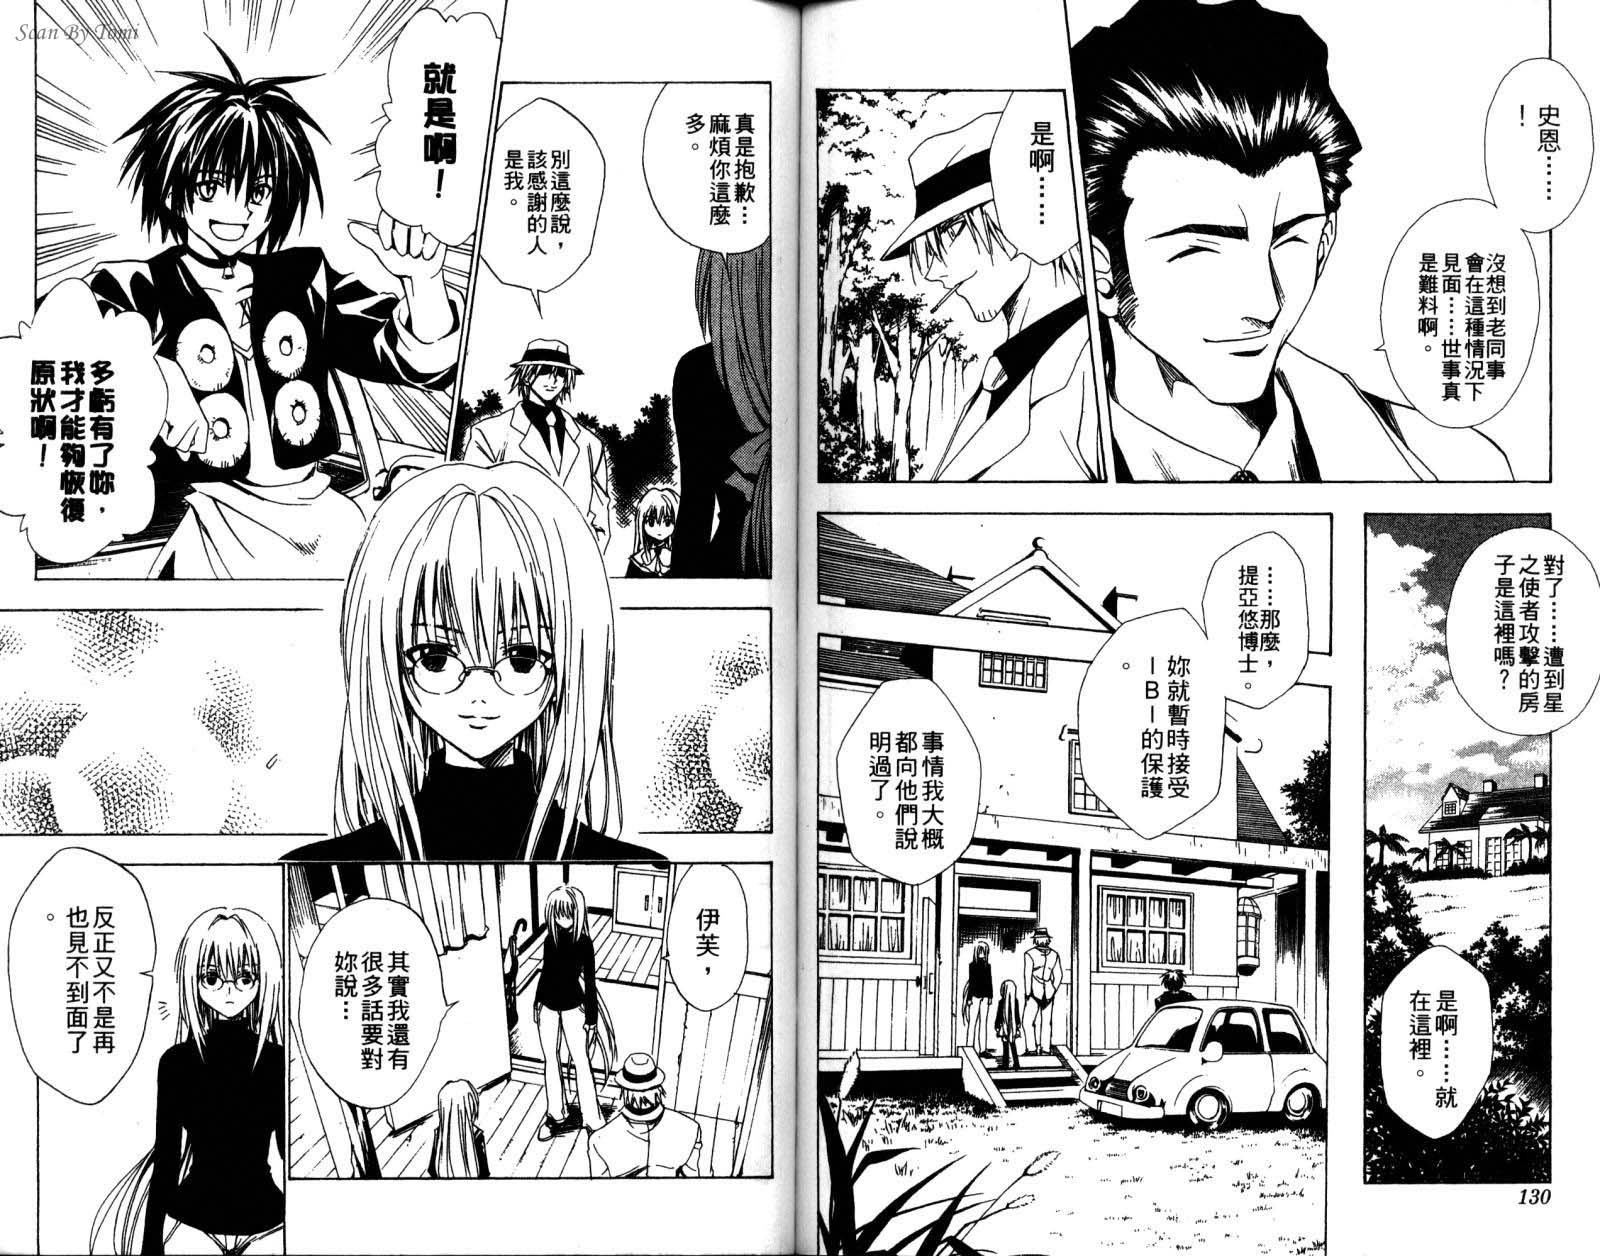 史恩……
！
沒想到老同事
會在這種情況下
見面……世事真
是難料啊。
是啊……
對了……遭到星
之使者攻擊的房
子是這裡嗎？
是啊……就
在這裡。
……那麼，
提亞悠博士。
妳就暫時接受
IBI的保護
。
事情我大概
都向他們說
明過了。
130
真是抱歉…
麻煩你這麼
多。
別這麼說，
該感謝的人
是我。
就是啊！
多虧有了妳，
我才能夠恢復
原狀啊！
伊芙，
其實我還有
很多話要對
妳說…
反正又不是再
也見不到面了
。
Scan By Tomi